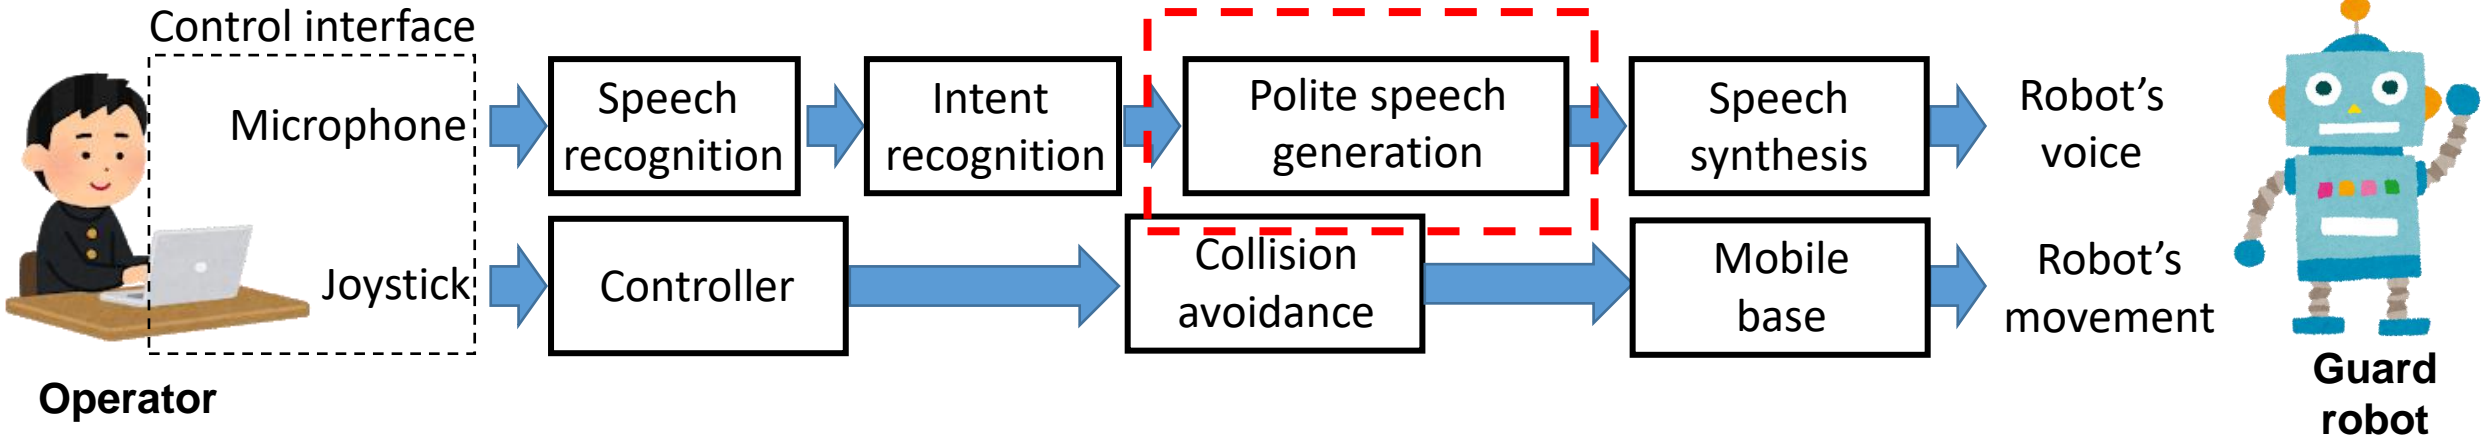 Control interface
Microphone
Speech
recognition
Intent
recognition
Polite speech
generation
Speech
synthesis
Robot's
voice
Joystick
Controller
Collision
avoidance
Mobile
base
Robot's
movement
Operator
Guard
robot